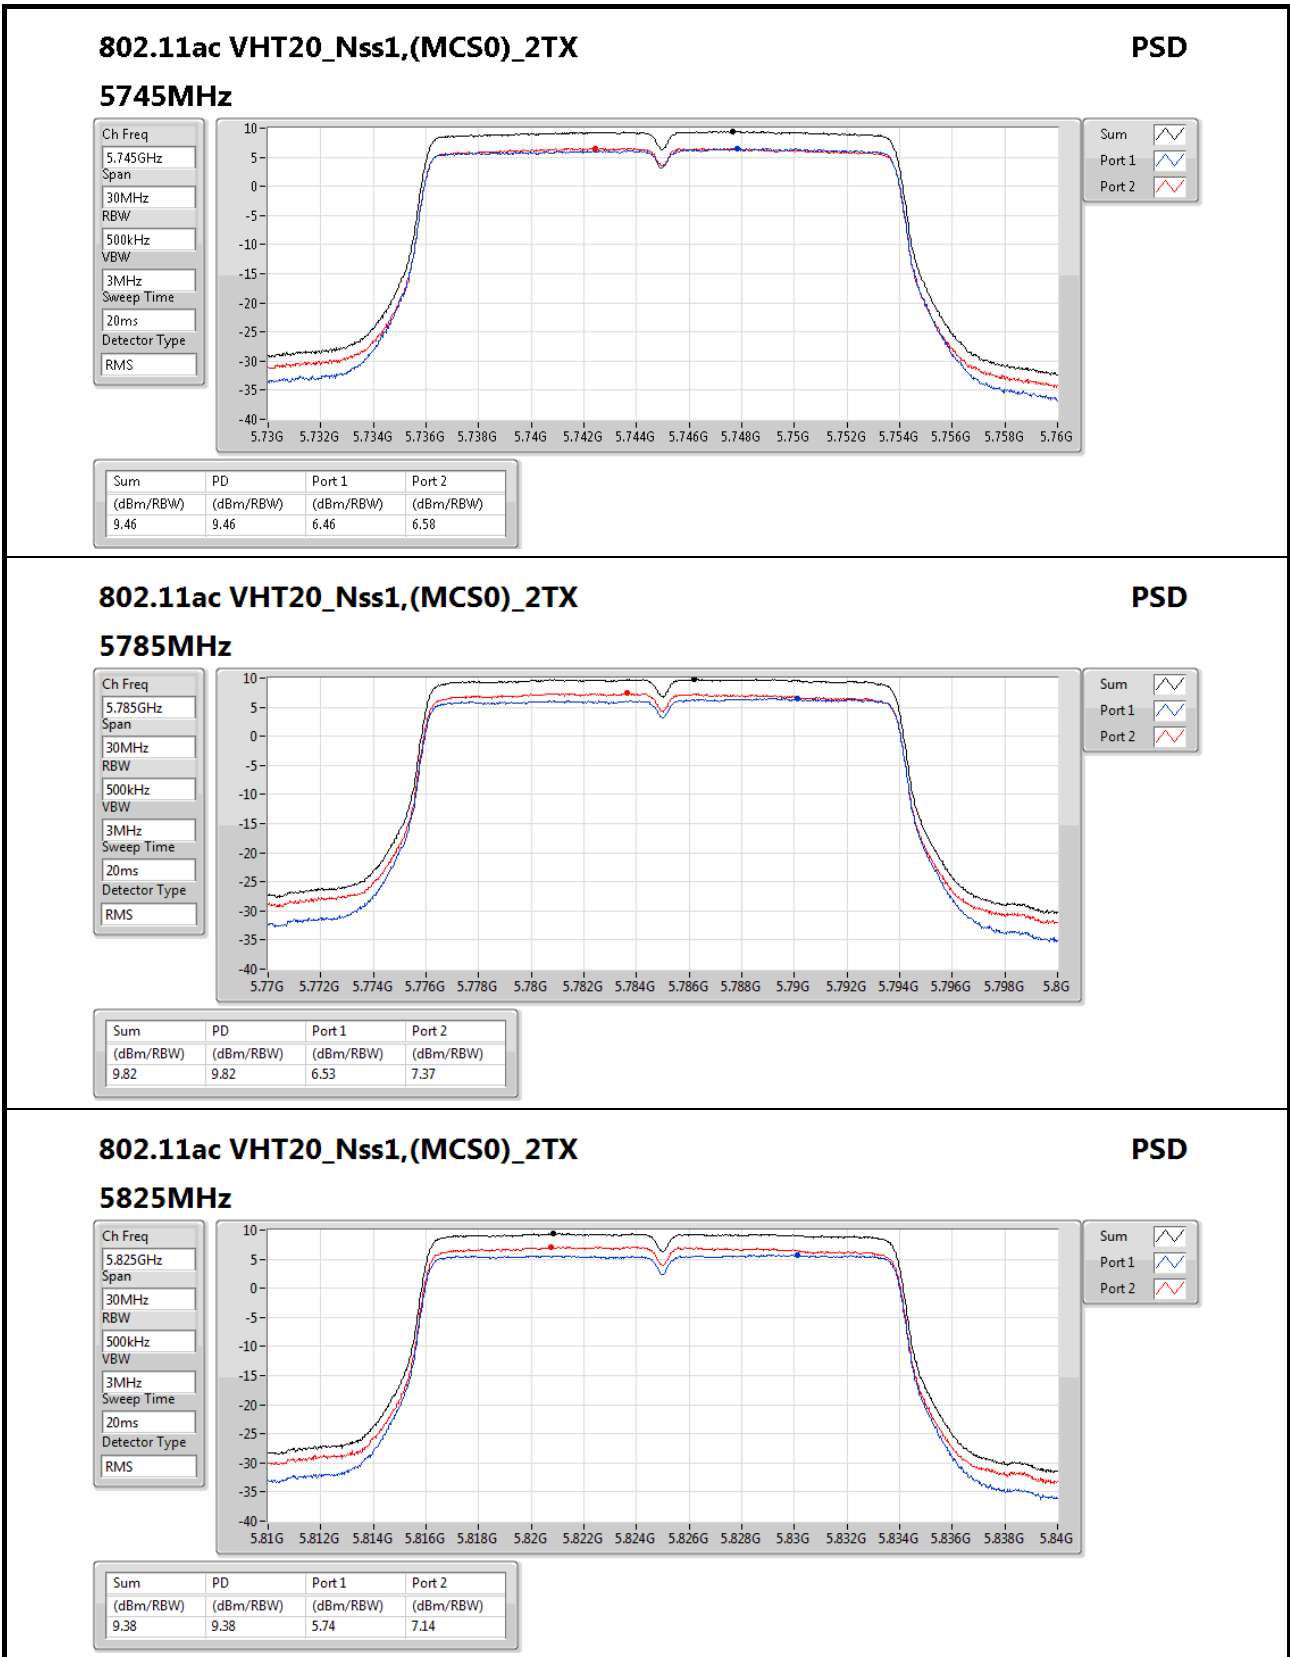 802.11ac VHT20_Nss1,(MCS0)_2TX PSD
5745MHz
Ch Freq
5.745GHz
Span
30MHz
RBW
500kHz
VBW
3MHz
Sweep Time
20ms
Detector Type
RMS
10
5
0
-5
-10
-15
-20
-25
-30
-35
-40
5.73G 5.732G 5.734G 5.736G 5.738G 5.74G 5.742G 5.744G 5.746G 5.748G 5.75G 5.752G 5.754G 5.756G 5.758G 5.76G
Sum
Port 1
Port 2
Sum PD Port 1 Port 2
(dBm/RBW) (dBm/RBW) (dBm/RBW) (dBm/RBW)
9.46 9.46 6.46 6.58
802.11ac VHT20_Nss1,(MCS0)_2TX PSD
5785MHz
Ch Freq
5.785GHz
Span
30MHz
RBW
500kHz
VBW
3MHz
Sweep Time
20ms
Detector Type
RMS
10
5
0
-5
-10
-15
-20
-25
-30
-35
-40
5.77G 5.772G 5.774G 5.776G 5.778G 5.78G 5.782G 5.784G 5.786G 5.788G 5.79G 5.792G 5.794G 5.796G 5.798G 5.8G
Sum
Port 1
Port 2
Sum PD Port 1 Port 2
(dBm/RBW) (dBm/RBW) (dBm/RBW) (dBm/RBW)
9.82 9.82 6.53 7.37
802.11ac VHT20_Nss1,(MCS0)_2TX PSD
5825MHz
Ch Freq
5.825GHz
Span
30MHz
RBW
500kHz
VBW
3MHz
Sweep Time
20ms
Detector Type
RMS
10
5
0
-5
-10
-15
-20
-25
-30
-35
-40
5.81G 5.812G 5.814G 5.816G 5.818G 5.82G 5.822G 5.824G 5.826G 5.828G 5.83G 5.832G 5.834G 5.836G 5.838G 5.84G
Sum
Port 1
Port 2
Sum PD Port 1 Port 2
(dBm/RBW) (dBm/RBW) (dBm/RBW) (dBm/RBW)
9.38 9.38 5.74 7.14